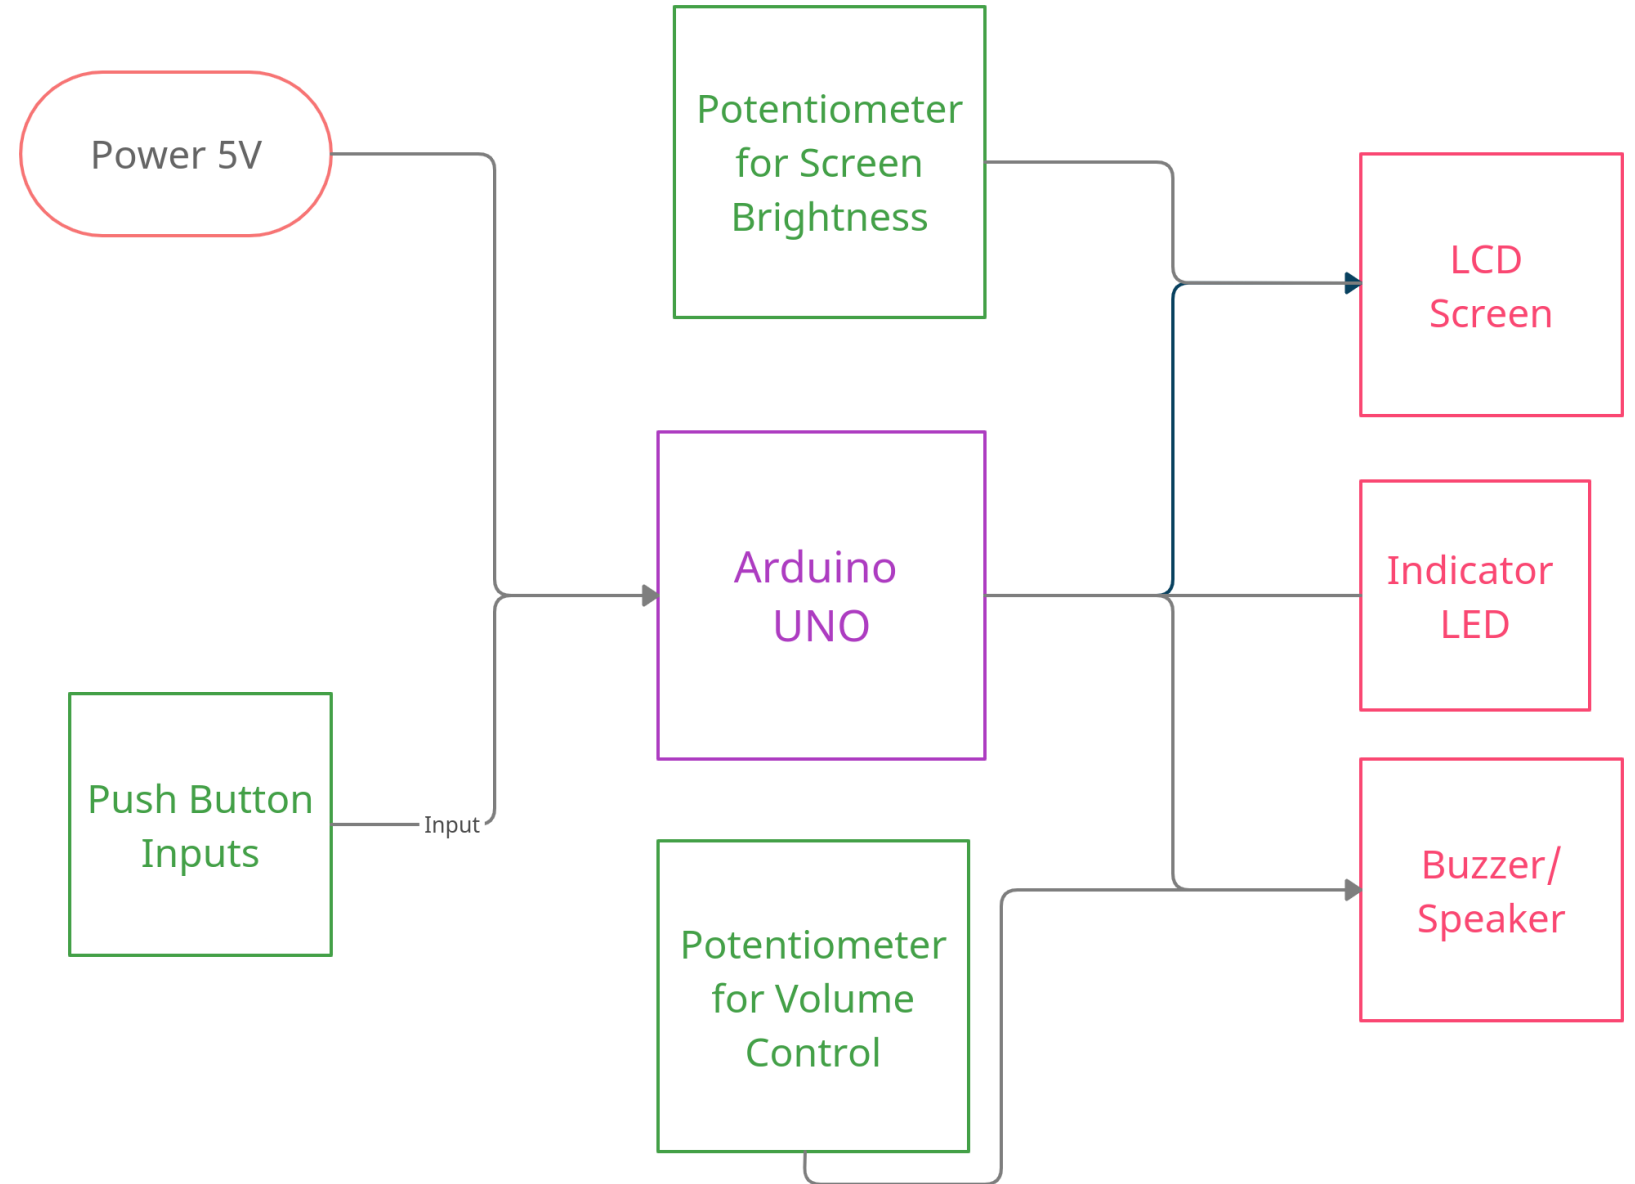 Power 5V
Potentiometer
for Screen
Brightness
LCD
Screen
Arduino
UNO
Indicator
LED
Push Button
Inputs
Input
Buzzer/
Speaker
Potentiometer
for Volume
Control